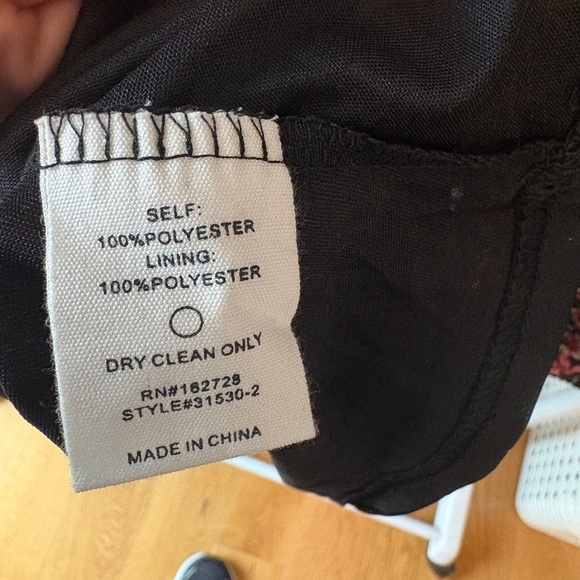 SELF:
100%POLYESTER
LINING:
100%POLYESTER
DRY CLEAN ONLY
RN#162728
STYLE#31530-2
MADE IN CHINA